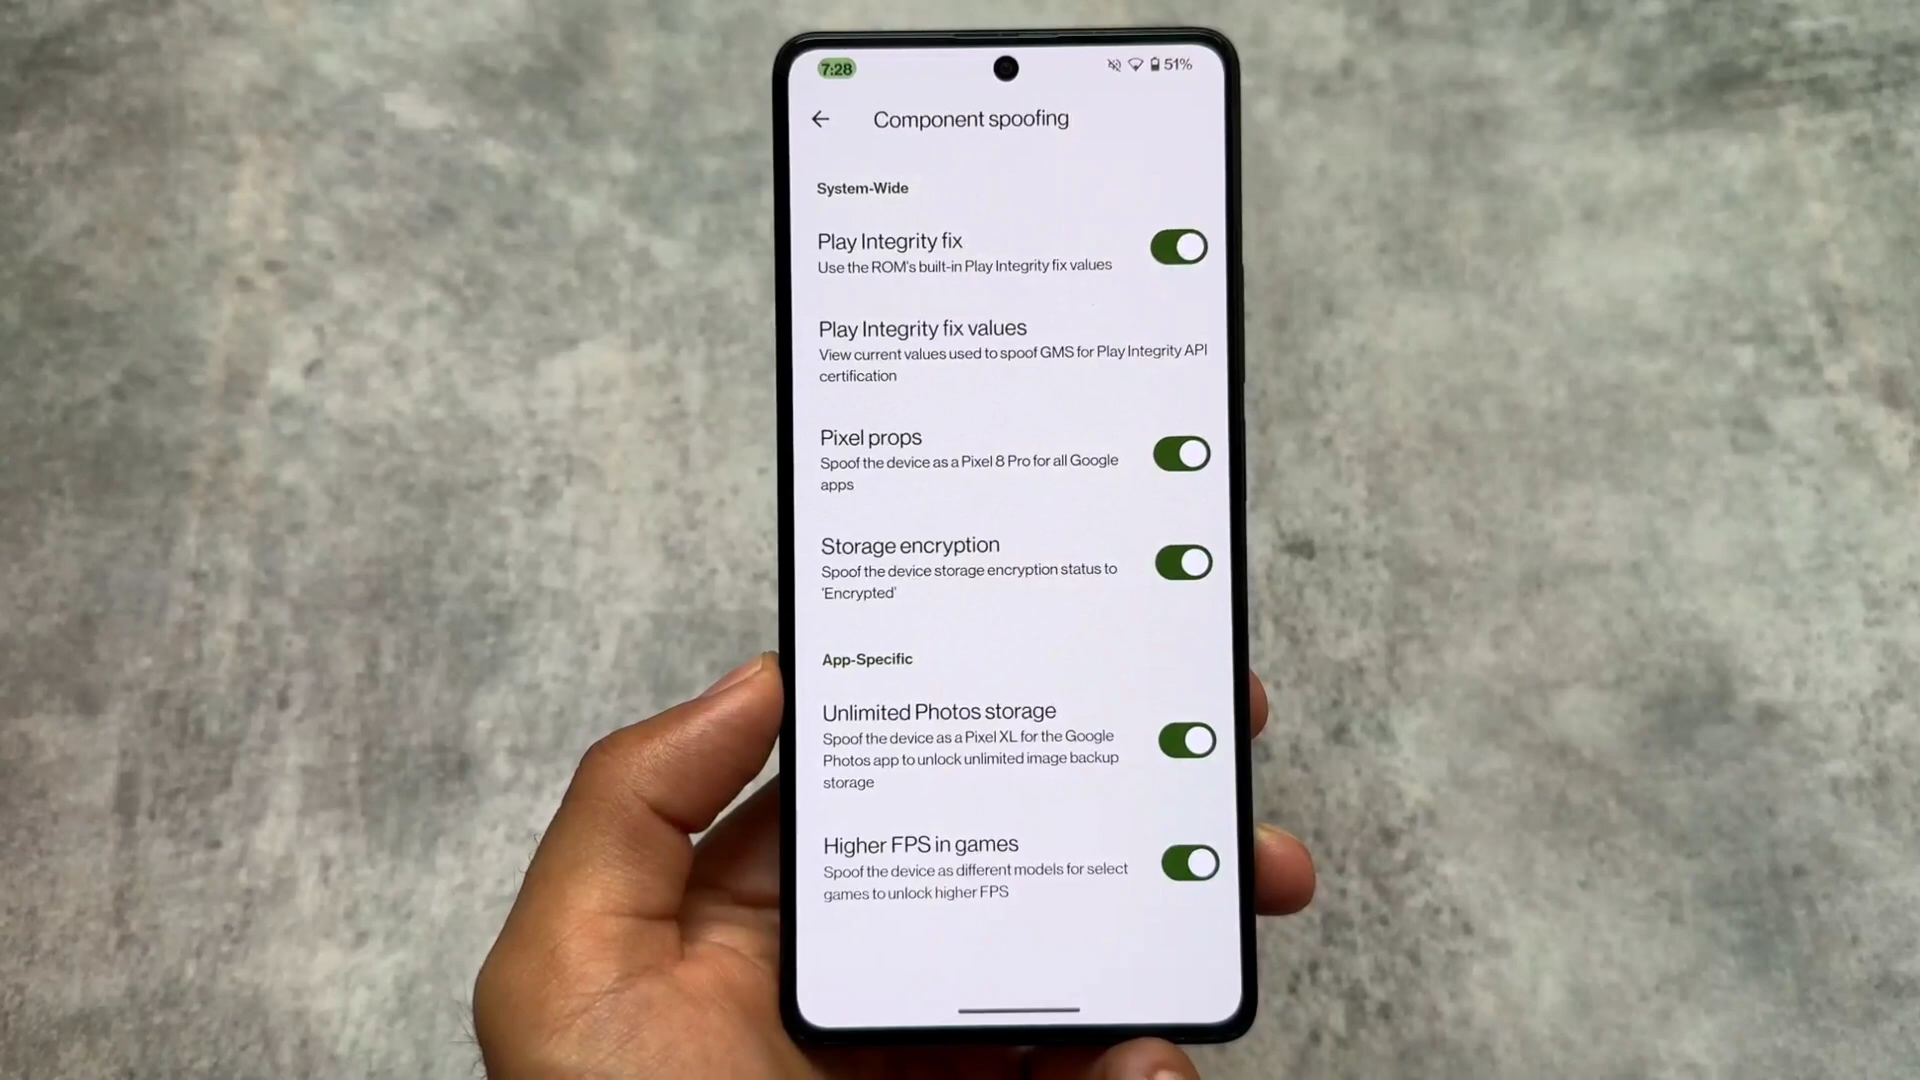 7:28
51%
Component spoofing
System-Wide
Play Integrity fix
Use the ROM's built-in Play Integrity fix values
Play Integrity fix values
View current values used to spoof GMS for Play Integrity API
certification
Pixel props
Spoof the device as a Pixel 8 Pro for all Google
apps
Storage encryption
Spoof the device storage encryption status to
'Encrypted'
App-Specific
Unlimited Photos storage
Spoof the device as a Pixel XL for the Google
Photos app to unlock unlimited image backup
storage
Higher FPS in games
Spoof the device as different models for select
games to unlock higher FPS